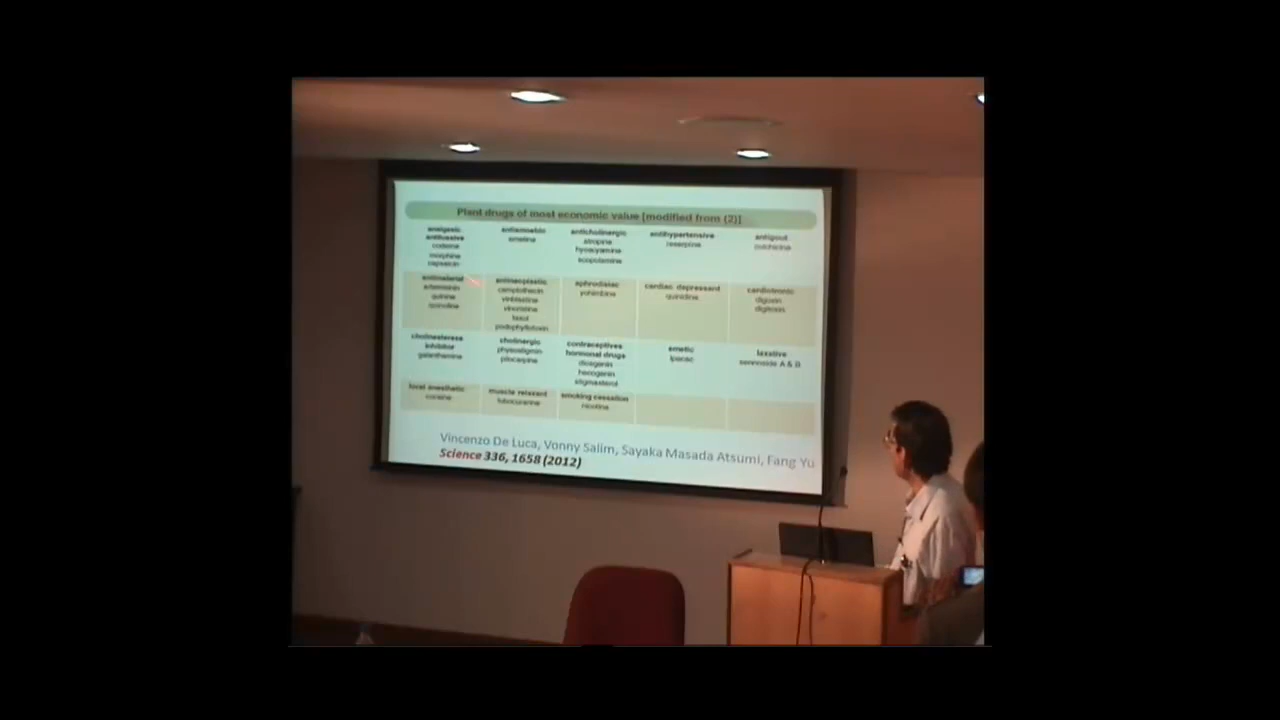 Plant drugs of most economic value [modified from (2)]
analgesic
antitussive
codeine
morphine
capsaicin
antiamebic
emetine
anticholinergic
atropine
hyoscyamine
scopolamine
antihypertensive
reserpine
antigout
colchicine
antimalarial
artemisinin
quinine
antineoplastic
camptothecin
vinblastine
vincristine
taxol
podophyllotoxin
aphrodisiac
yohimbine
cardiac depressant
quinidine
cardiotronic
digoxin
digitoxin
cholinesterase
inhibitor
galanthamine
cholinergic
physostigmin
pilocarpine
contraceptives
hormonal drugs
diosgenin
hecogenin
stigmasterol
emetic
ipecac
laxative
sennoside A & B
local anesthetic
cocaine
muscle relaxant
tubocurarine
smoking cessation
nicotine
Vincenzo De Luca, Vonny Salim, Sayaka Masada Atsumi, Fang Yu
Science 336, 1658 (2012)